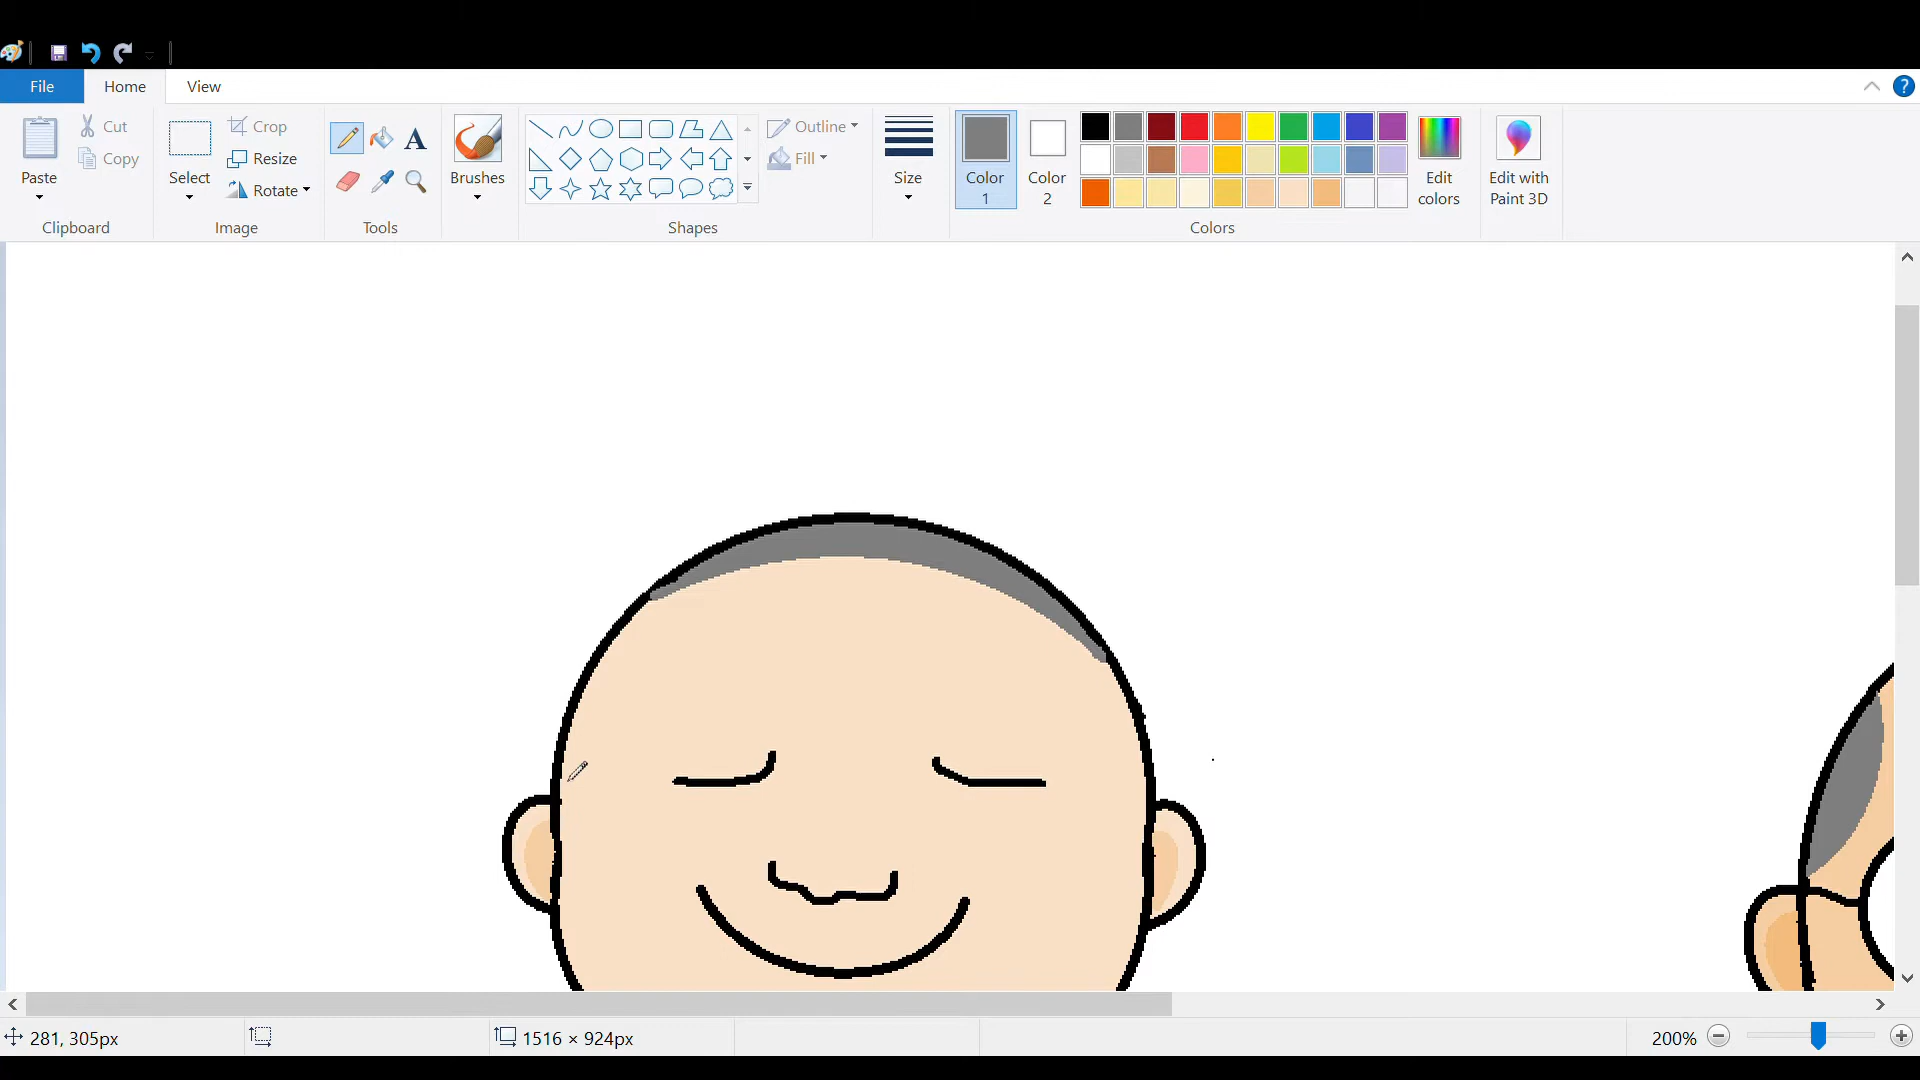 File Home View ?
Paste Cut Copy Clipboard
Select Crop Resize Rotate Image
A Tools
Brushes
Shapes Outline Fill
Size
Color 1 Color 2 Edit colors Colors
Edit with Paint 3D
281, 305px 1516 × 924px 200%